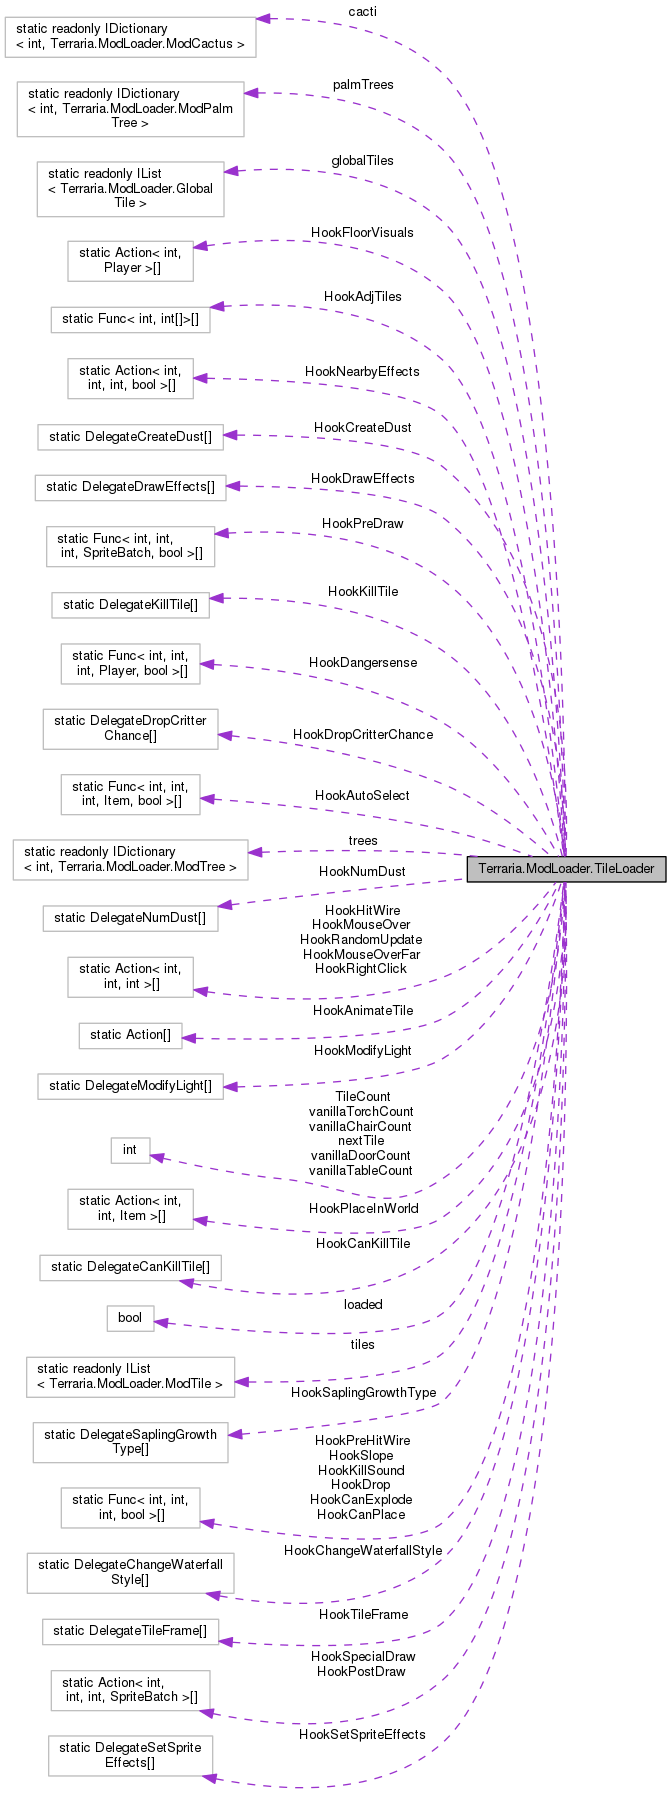 cacti
static readonly IDictionary
< int, Terraria.ModLoader.ModCactus >
palmTrees
static readonly IDictionary
< int, Terraria.ModLoader.ModPalm
Tree >
globalTiles
static readonly IList
< Terraria.ModLoader.Global
Tile >
HookFloorVisuals
static Action< int,
Player >[]
HookAdjTiles
static Func< int, int[]>[]
HookNearbyEffects
static Action< int,
int, int, bool >[]
HookCreateDust
static DelegateCreateDust[]
HookDrawEffects
static DelegateDrawEffects[]
HookPreDraw
static Func< int, int,
int, SpriteBatch, bool >[]
HookKillTile
static DelegateKillTile[]
HookDangersense
static Func< int, int,
int, Player, bool >[]
HookDropCritterChance
static DelegateDropCritter
Chance[]
HookAutoSelect
static Func< int, int,
int, Item, bool >[]
trees
static readonly IDictionary
< int, Terraria.ModLoader.ModTree >
Terraria.ModLoader.TileLoader
HookNumDust
static DelegateNumDust[]
HookHitWire
HookMouseOver
HookRandomUpdate
HookMouseOverFar
HookRightClick
static Action< int,
int, int >[]
HookAnimateTile
static Action[]
HookModifyLight
static DelegateModifyLight[]
TileCount
vanillaTorchCount
vanillaChairCount
nextTile
vanillaDoorCount
vanillaTableCount
int
HookPlaceInWorld
static Action< int,
int, Item >[]
HookCanKillTile
static DelegateCanKillTile[]
loaded
bool
tiles
static readonly IList
< Terraria.ModLoader.ModTile >
HookSaplingGrowthType
static DelegateSaplingGrowth
Type[]
HookPreHitWire
HookSlope
HookKillSound
HookDrop
HookCanExplode
HookCanPlace
static Func< int, int,
int, bool >[]
HookChangeWaterfallStyle
static DelegateChangeWaterfall
Style[]
HookTileFrame
static DelegateTileFrame[]
HookSpecialDraw
HookPostDraw
static Action< int,
int, int, SpriteBatch >[]
HookSetSpriteEffects
static DelegateSetSprite
Effects[]